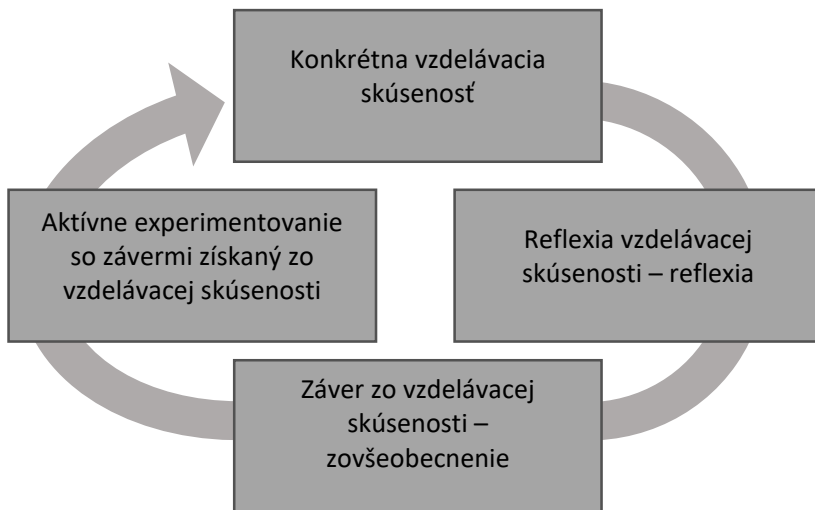 Konkrétna vzdelávacia
skúsenosť
Reflexia vzdelávacej
skúsenosti – reflexia
Záver zo vzdelávacej
skúsenosti –
zovšeobecnenie
Aktívne experimentovanie
so závermi získaný zo
vzdelávacej skúsenosti